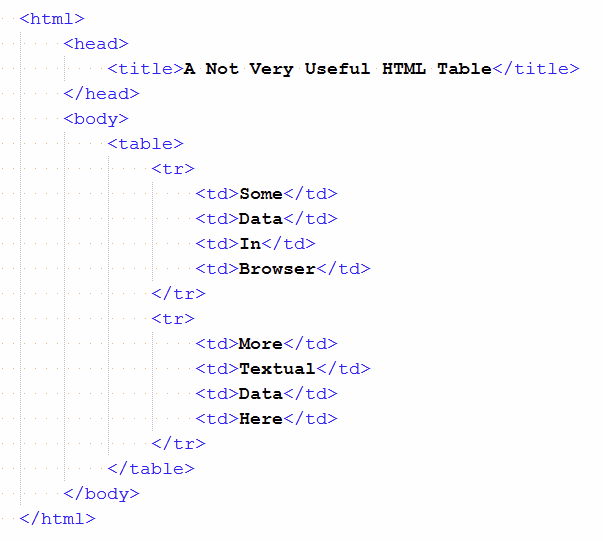 <html>
    <head>
        <title>A Not Very Useful HTML Table</title>
    </head>
    <body>
        <table>
            <tr>
                <td>Some</td>
                <td>Data</td>
                <td>In</td>
                <td>Browser</td>
            </tr>
            <tr>
                <td>More</td>
                <td>Textual</td>
                <td>Data</td>
                <td>Here</td>
            </tr>
        </table>
    </body>
</html>